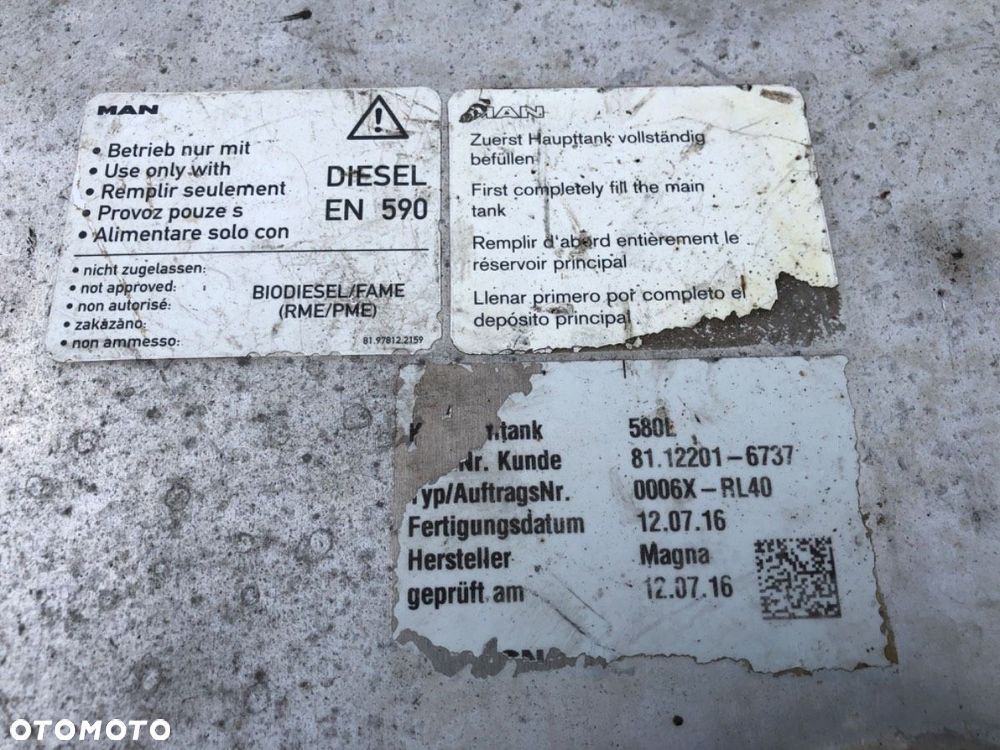 MAN
• Betrieb nur mit
• Use only with
• Remplir seulement
• Provoz pouze s
• Alimentare solo con
DIESEL
EN 590
• nicht zugelassen:
• not approved:
• non autorisé:
• zakázáno:
• non ammesso:
BIODIESEL/FAME
(RME/PME)
81.97812.2159
MAN
Zuerst Haupttank vollständig
befüllen
First completely fill the main
tank
Remplir d'abord entièrement le
réservoir principal
Llenar primero por completo el
depósito principal
tank 580L
Nr. Kunde 81.12201-6737
Typ/AuftragsNr. 0006X-RL40
Fertigungsdatum 12.07.16
Hersteller Magna
geprüft am 12.07.16
OTOMOTO